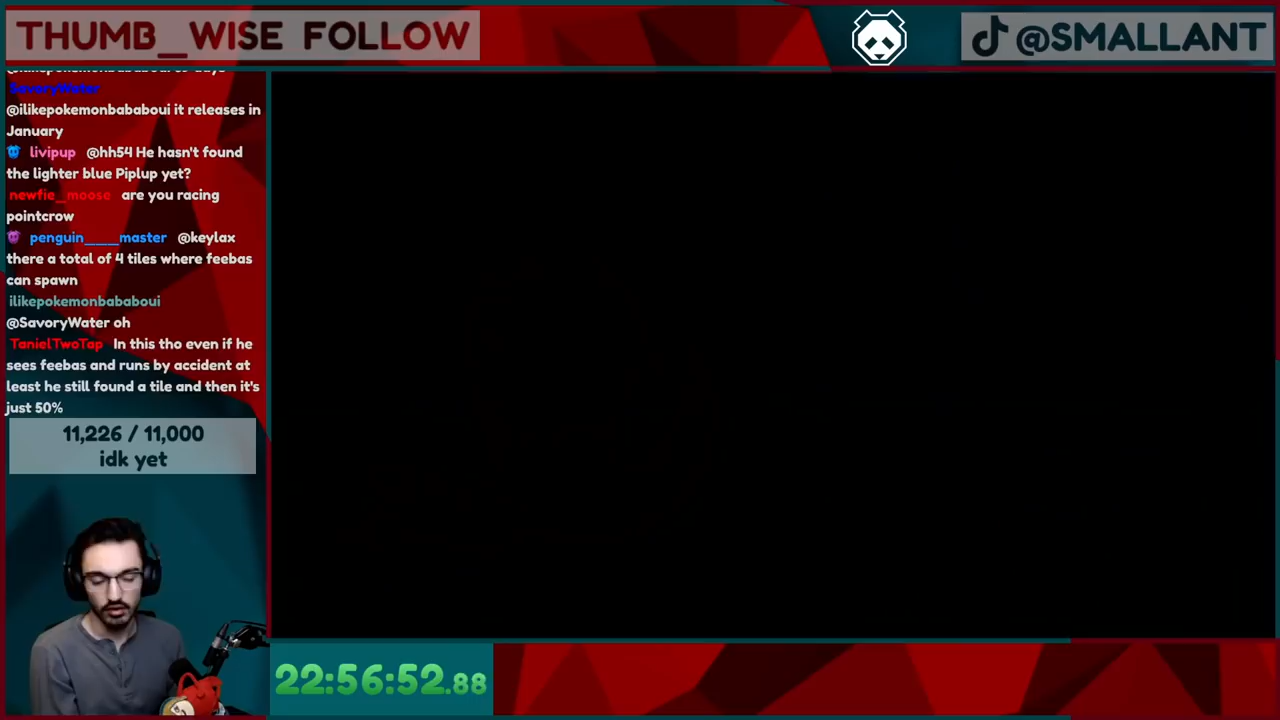 THUMB_WISE FOLLOW
@SMALLANT
SavoryWater
@ilikepokemonbababoui it releases in
January
livipup @hh54 He hasn't found
the lighter blue Piplup yet?
newfie_moose are you racing
pointcrow
penguin___master @keylax
there a total of 4 tiles where feebas
can spawn
ilikepokemonbababoui
@SavoryWater oh
TanielTwoTap In this tho even if he
sees feebas and runs by accident at
least he still found a tile and then it's
just 50%
11,226 / 11,000
idk yet
22:56:52.88